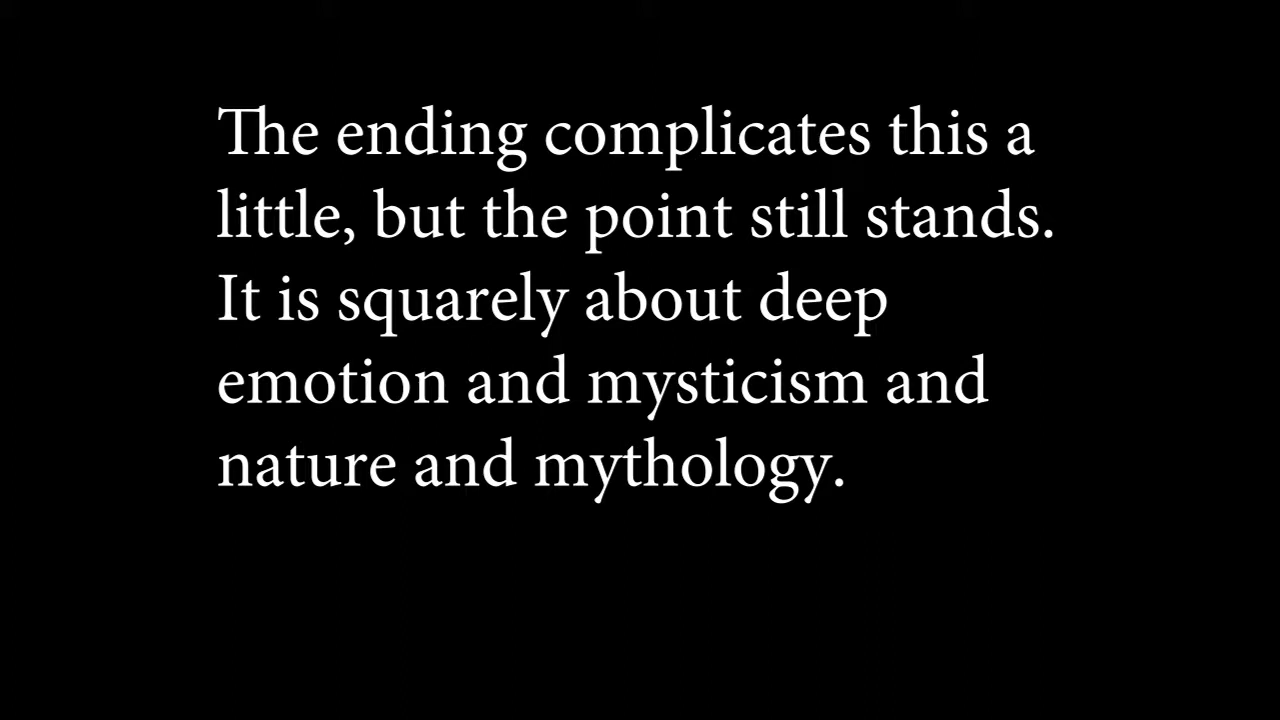 The ending complicates this a
little, but the point still stands.
It is squarely about deep
emotion and mysticism and
nature and mythology.